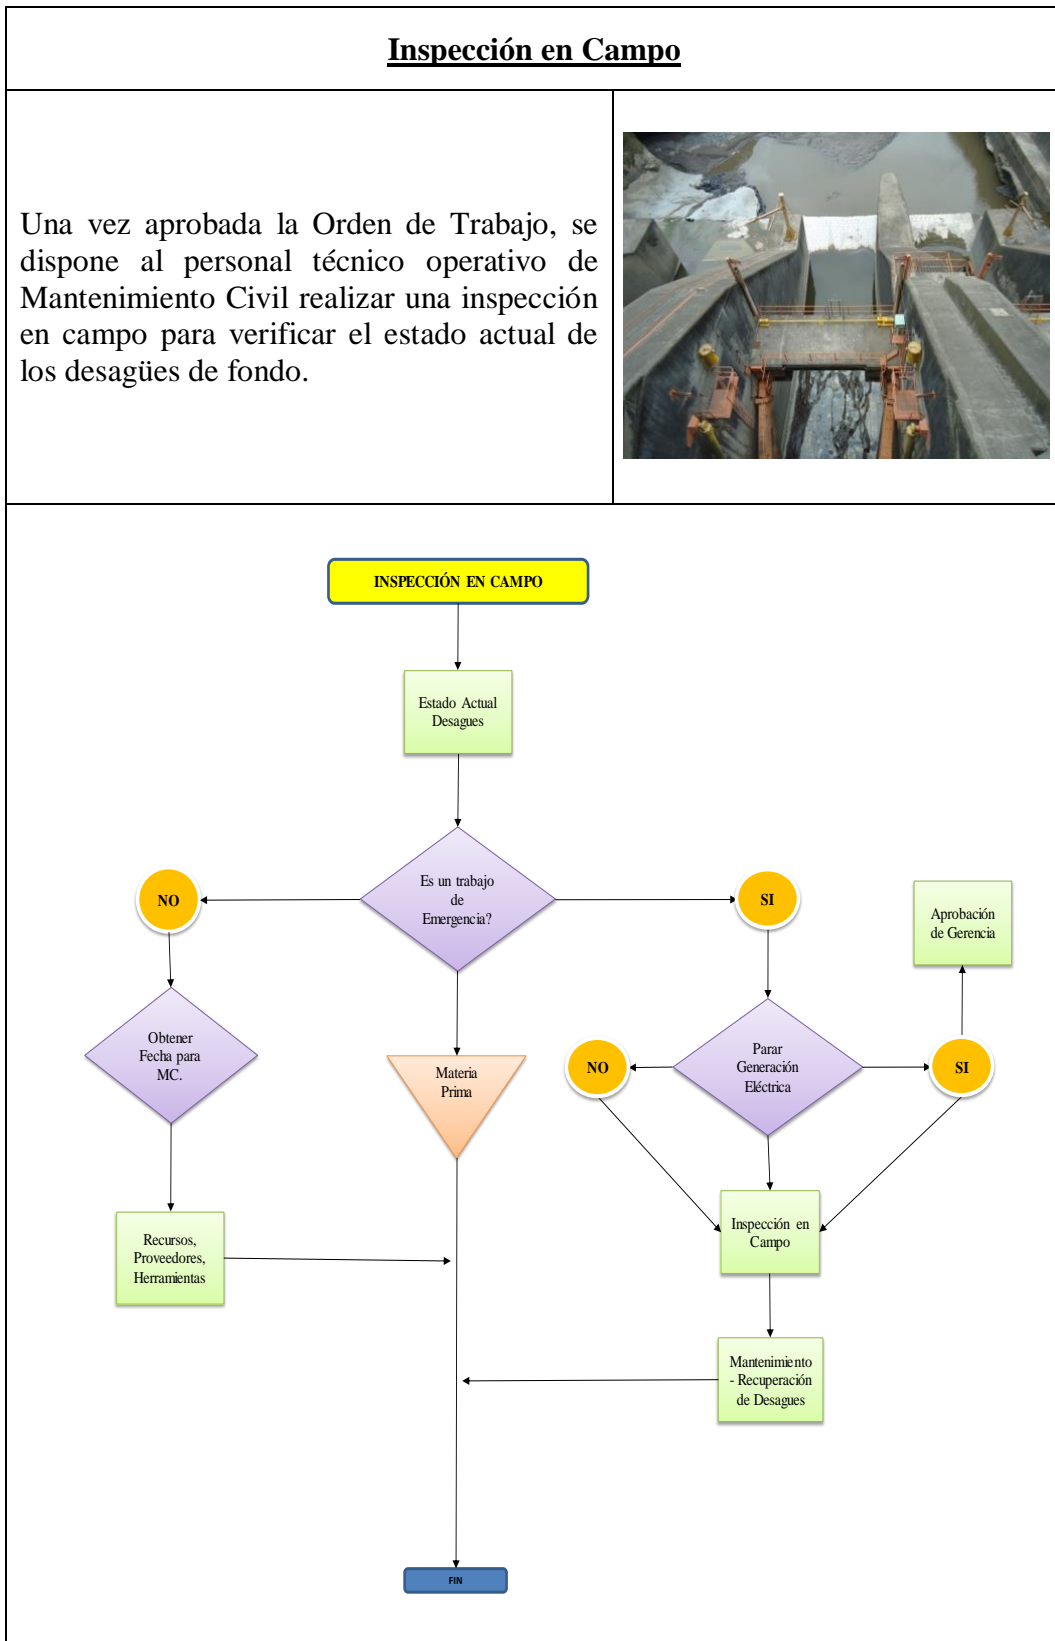 Inspección en Campo
Una vez aprobada la Orden de Trabajo, se
dispone al personal técnico operativo de
Mantenimiento Civil realizar una inspección
en campo para verificar el estado actual de
los desagües de fondo.
INSPECCIÓN EN CAMPO
Estado Actual
Desagues
Es un trabajo
de
Emergencia?
NO
SI
Aprobación
de Gerencia
Obtener
Fecha para
MC.
Materia
Prima
NO
Parar
Generación
Eléctrica
SI
Recursos,
Proveedores,
Herramientas
Inspección en
Campo
Mantenimiento
- Recuperación
de Desagues
FIN